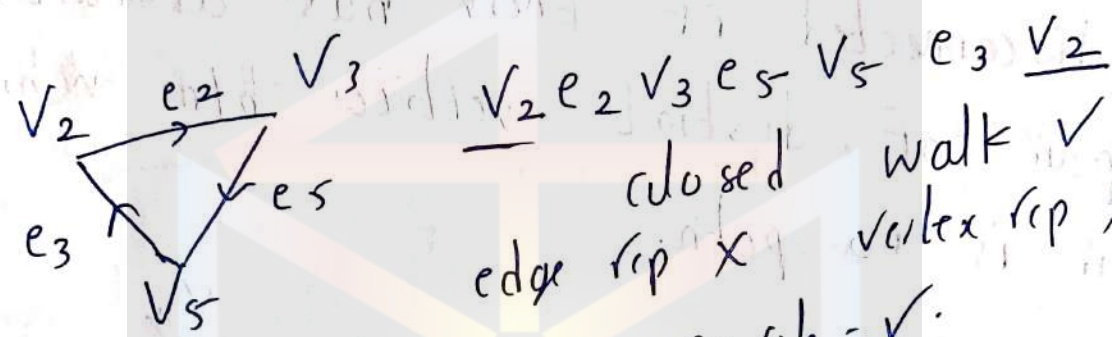 V2 e2 V3
V2 e2 V3 e5 V5 e3 V2
closed walk ✓
e3 e5
edge rep X vertex rep
V5